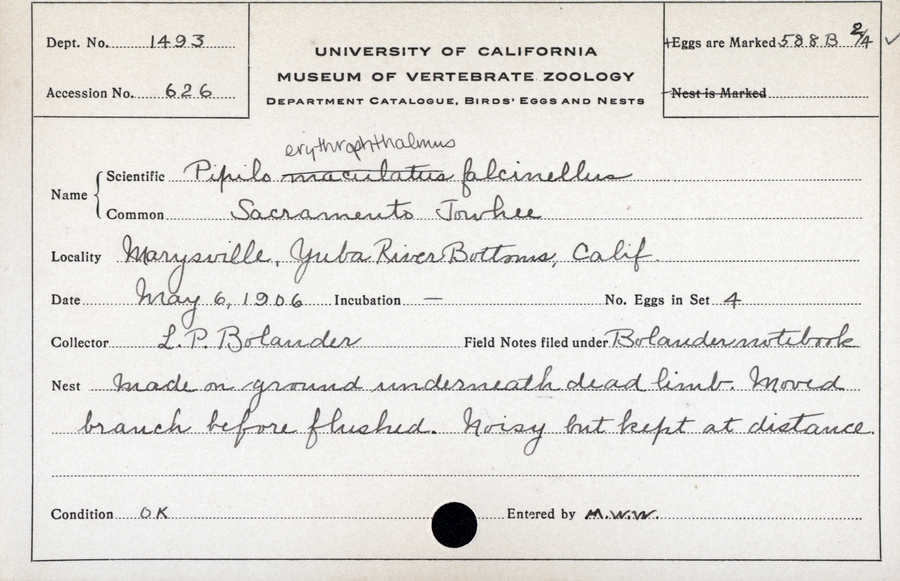 Dept. No. 1493
Accession No. 626
UNIVERSITY OF CALIFORNIA
MUSEUM OF VERTEBRATE ZOOLOGY
DEPARTMENT CATALOGUE, BIRDS' EGGS AND NESTS
Eggs are Marked 588B 2/4 ✓
Nest is Marked
erythrophthalmus
Name Scientific Pipilo maculatus falcinellus
Common Sacramento Towhee
Locality Marysville, Yuba River Bottoms, Calif.
Date May 6, 1906 Incubation — No. Eggs in Set 4
Collector L. P. Bolander Field Notes filed under Bolander notebook
Nest Made on ground underneath dead limb. Moved
branch before flushed. Noisy but kept at distance.
Condition OK Entered by M.W.W.